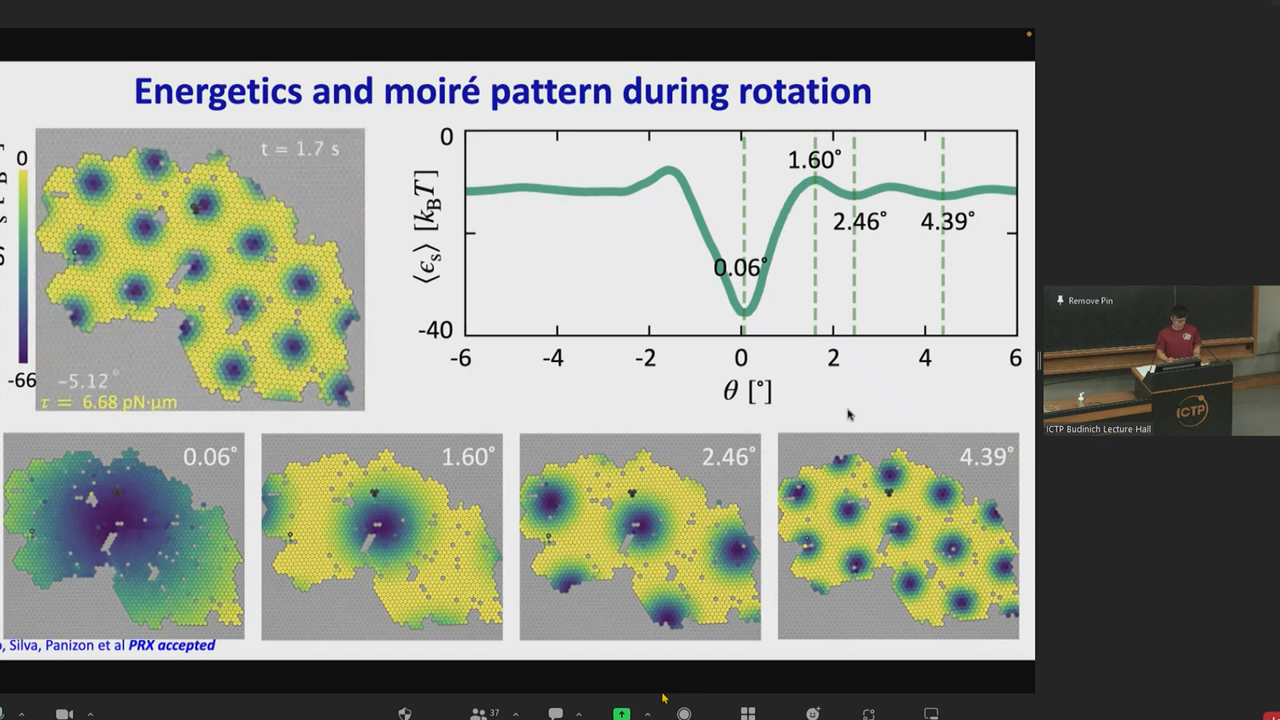 Energetics and moiré pattern during rotation
0
-66
t = 1.7 s
−5.12°
τ = 6.68 pN·μm
0
-40
⟨ϵs⟩ [kBT]
0.06°
1.60°
2.46°
4.39°
-6 -4 -2 0 2 4 6
θ [°]
0.06°
1.60°
2.46°
4.39°
, Silva, Panizon et al PRX accepted
Remove Pin
ICTP
ICTP Budinich Lecture Hall
37